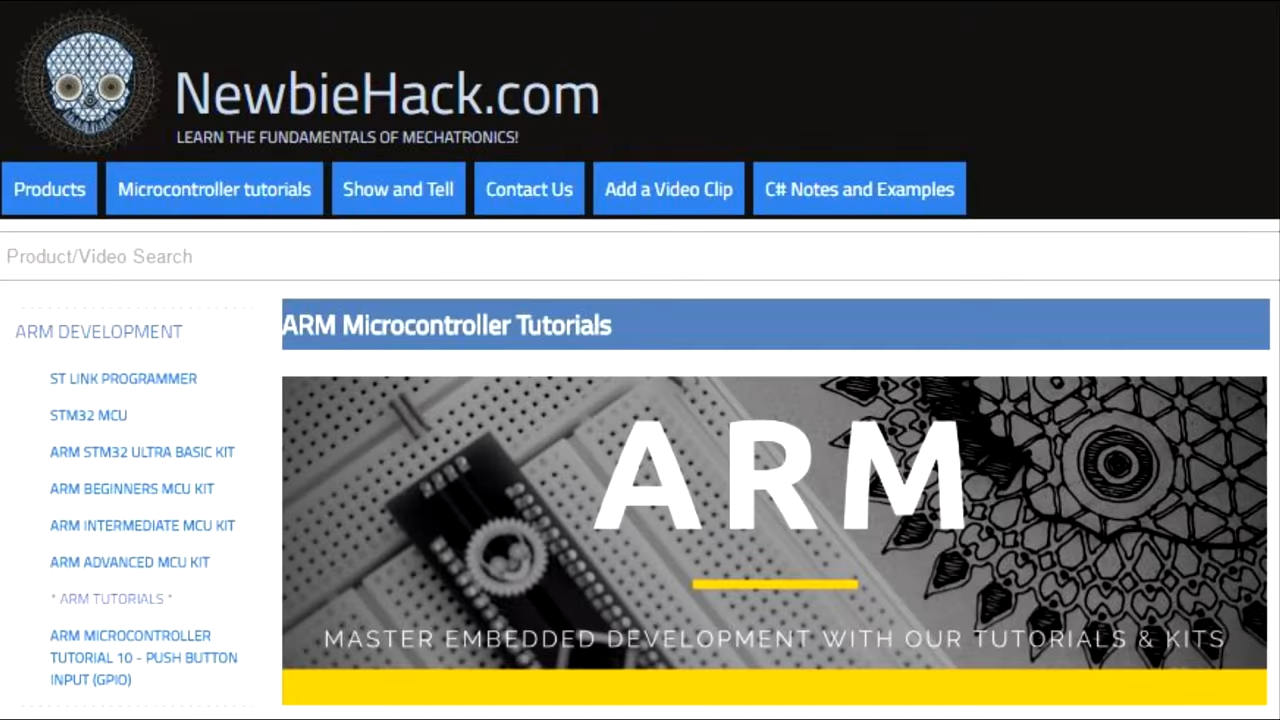 NewbieHack.com
LEARN THE FUNDAMENTALS OF MECHATRONICS!
Products
Microcontroller tutorials
Show and Tell
Contact Us
Add a Video Clip
C# Notes and Examples
Product/Video Search
ARM DEVELOPMENT
ST LINK PROGRAMMER
STM32 MCU
ARM STM32 ULTRA BASIC KIT
ARM BEGINNERS MCU KIT
ARM INTERMEDIATE MCU KIT
ARM ADVANCED MCU KIT
* ARM TUTORIALS *
ARM MICROCONTROLLER
TUTORIAL 10 - PUSH BUTTON
INPUT (GPIO)
ARM Microcontroller Tutorials
ARM
MASTER EMBEDDED DEVELOPMENT WITH OUR TUTORIALS & KITS